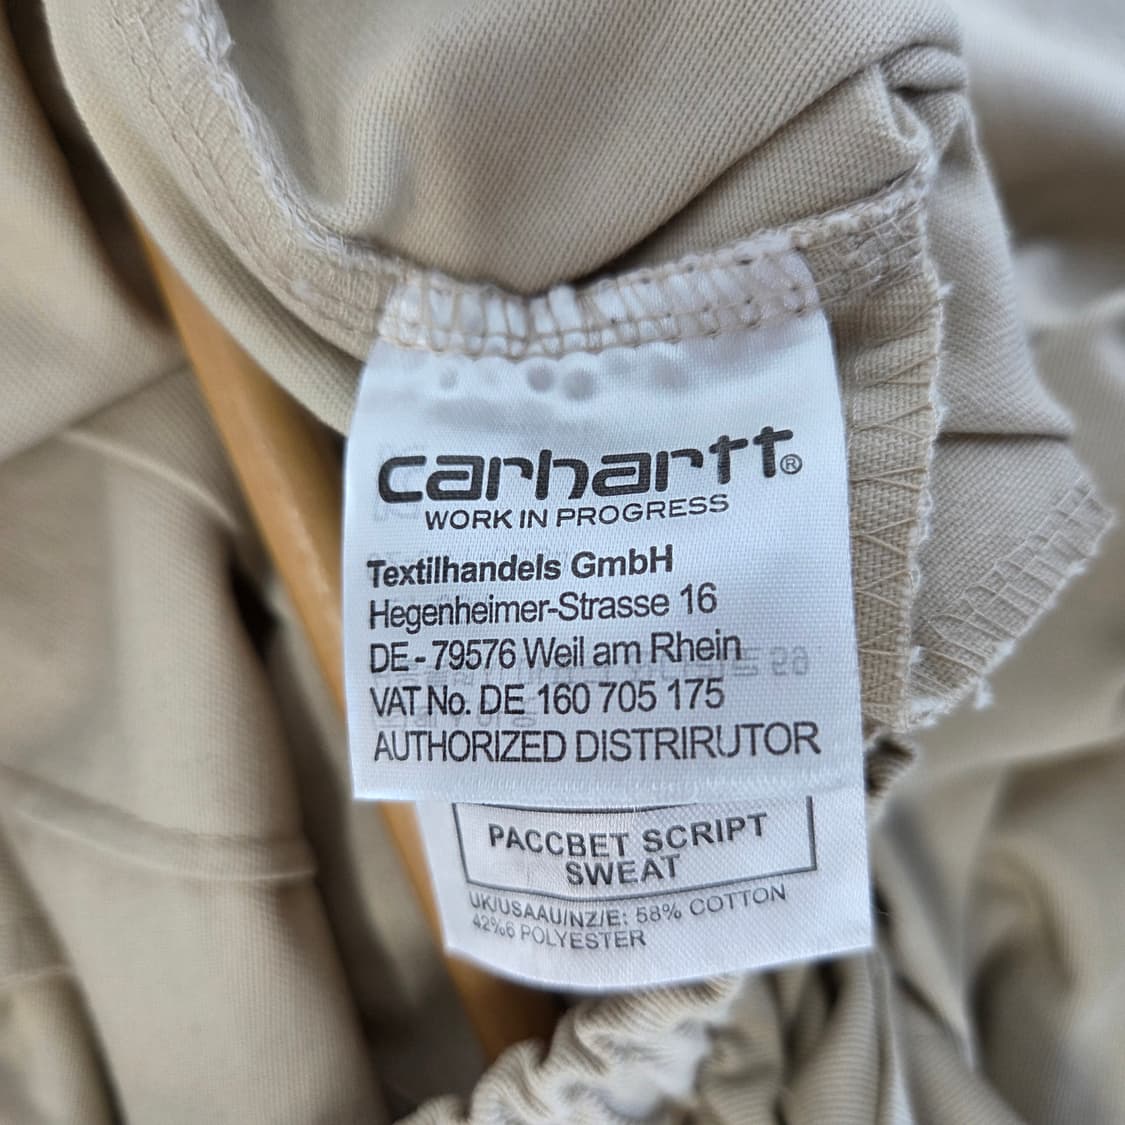 carhartt®
WORK IN PROGRESS
Textilhandels GmbH
Hegenheimer-Strasse 16
DE - 79576 Weil am Rhein
VAT No. DE 160 705 175
AUTHORIZED DISTRIRUTOR
PACCBET SCRIPT
SWEAT
UK/USAAU/NZ/E: 58% COTTON
42%6 POLYESTER